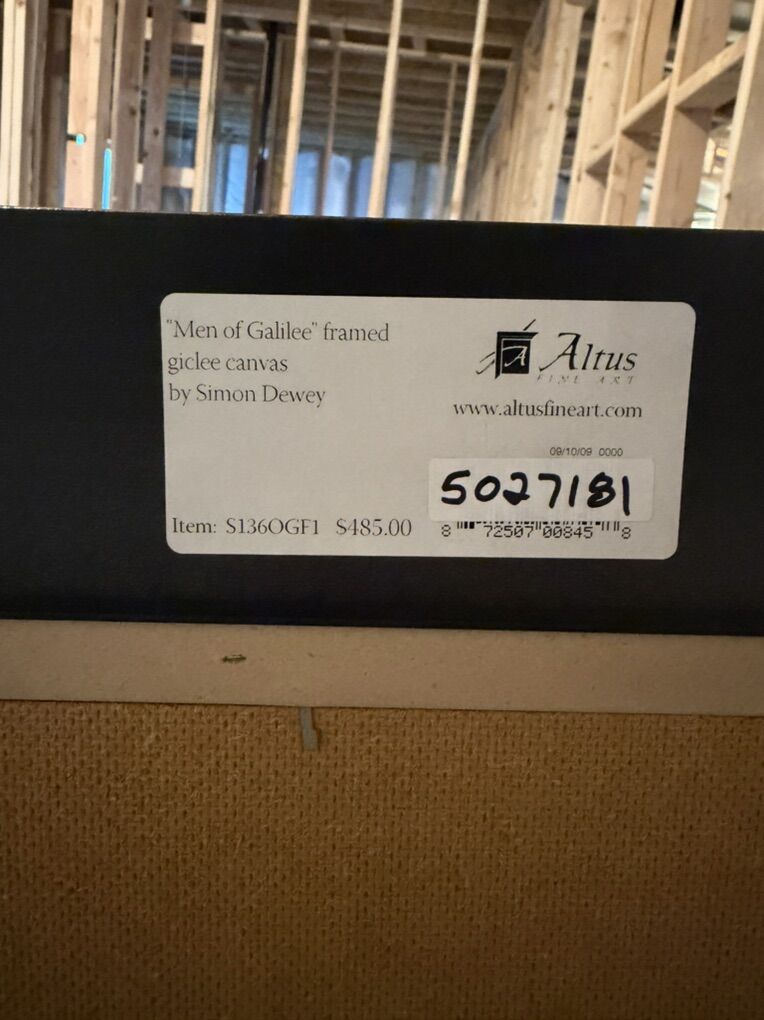 "Men of Galilee" framed
giclee canvas
by Simon Dewey
A Altus
FINE ART
www.altusfineart.com
09/10/09 0000
5027181
Item: S136OGF1 $485.00
8 72507 00845 8